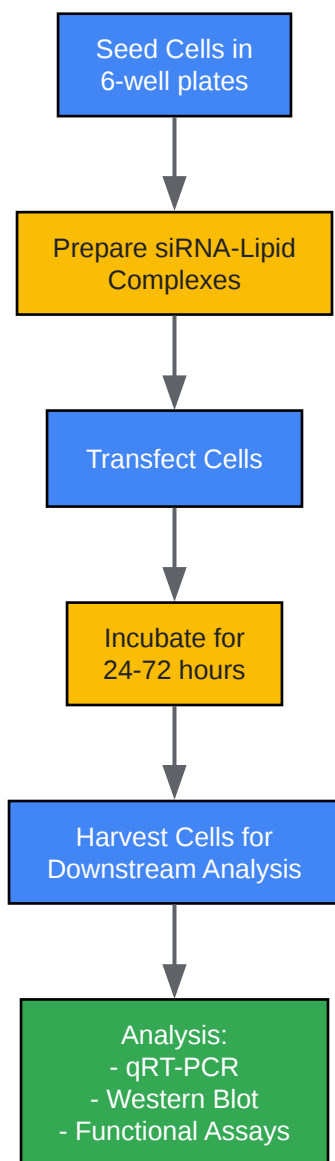 Seed Cells in
6-well plates
Prepare siRNA-Lipid
Complexes
Transfect Cells
Incubate for
24-72 hours
Harvest Cells for
Downstream Analysis
Analysis:
- qRT-PCR
- Western Blot
- Functional Assays